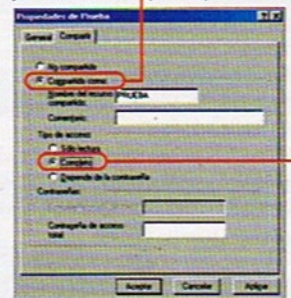 Propiedades de Prueba
General Compartir
No compartido
Compartido como:
Nombre del recurso compartido:
PRUEBA
Comentario:
Tipo de acceso:
Sólo lectura
Completo
Depende de la contraseña
Contraseñas:
Contraseña de acceso total:
Aceptar Cancelar Aplicar